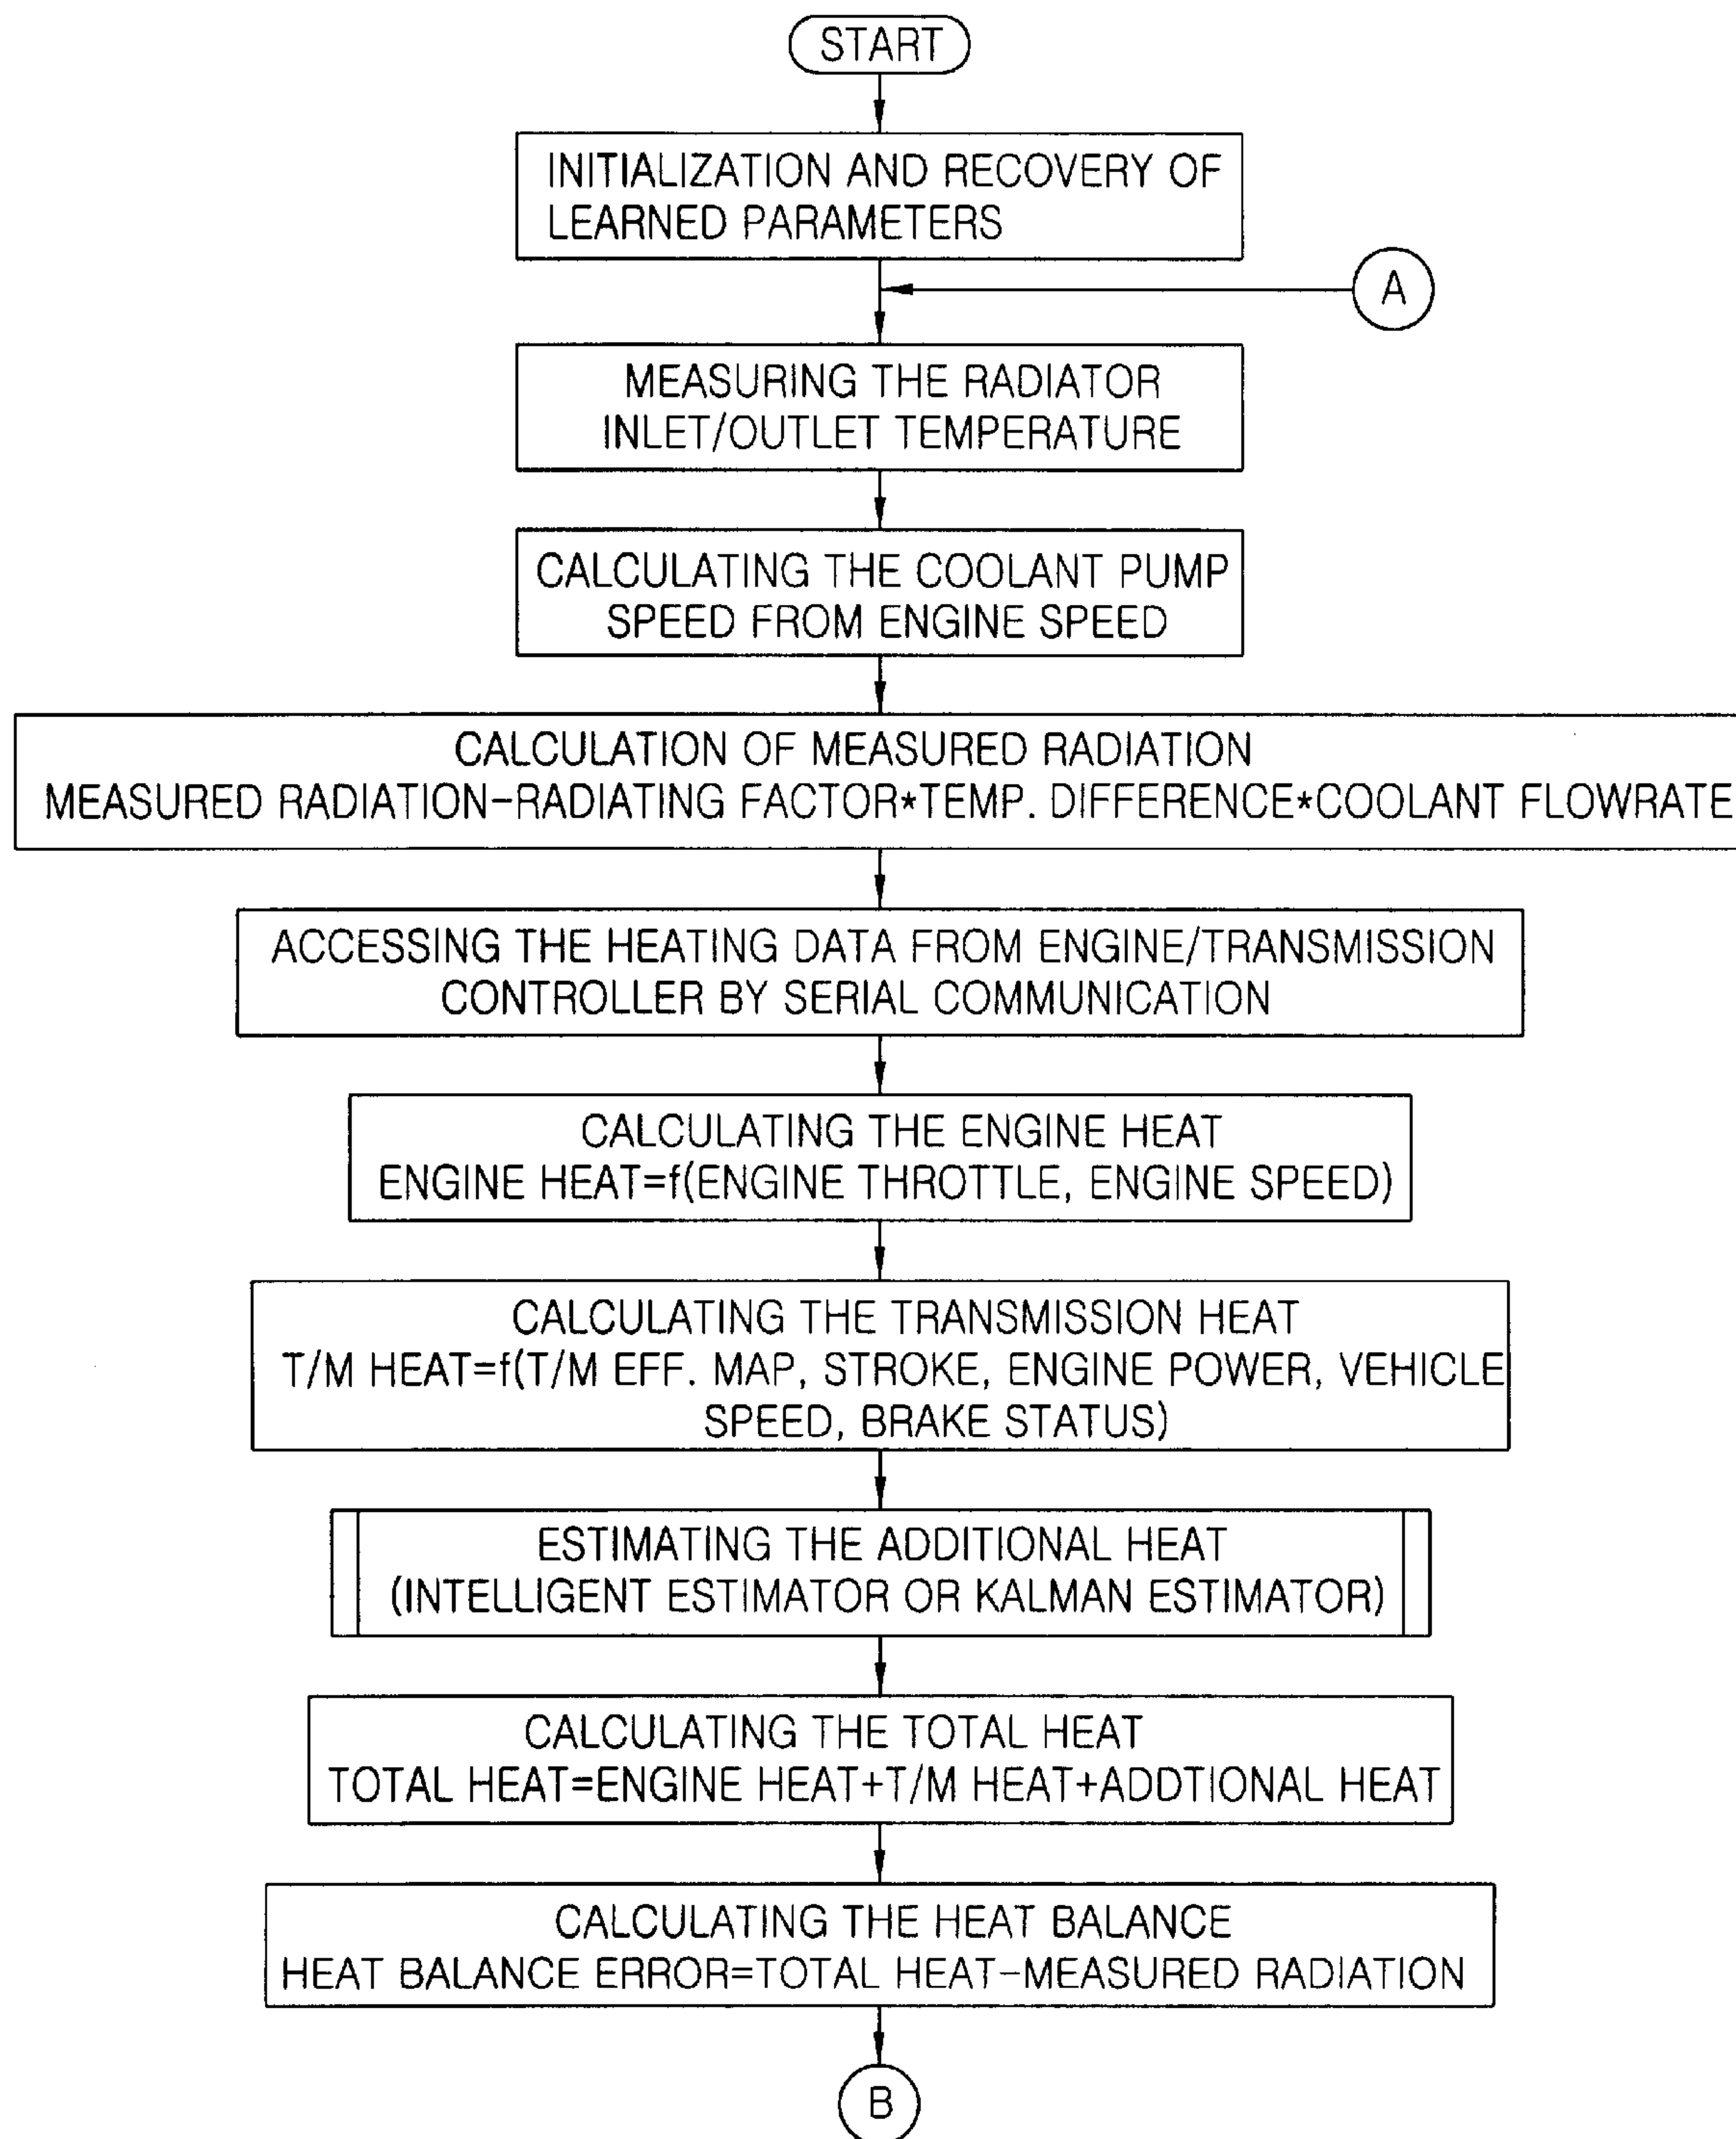 START
INITIALIZATION AND RECOVERY OF
LEARNED PARAMETERS
A
MEASURING THE RADIATOR
INLET/OUTLET TEMPERATURE
CALCULATING THE COOLANT PUMP
SPEED FROM ENGINE SPEED
CALCULATION OF MEASURED RADIATION
MEASURED RADIATION-RADIATING FACTOR*TEMP. DIFFERENCE*COOLANT FLOWRATE
ACCESSING THE HEATING DATA FROM ENGINE/TRANSMISSION
CONTROLLER BY SERIAL COMMUNICATION
CALCULATING THE ENGINE HEAT
ENGINE HEAT=f(ENGINE THROTTLE, ENGINE SPEED)
CALCULATING THE TRANSMISSION HEAT
T/M HEAT=f(T/M EFF. MAP, STROKE, ENGINE POWER, VEHICLE
SPEED, BRAKE STATUS)
ESTIMATING THE ADDITIONAL HEAT
(INTELLIGENT ESTIMATOR OR KALMAN ESTIMATOR)
CALCULATING THE TOTAL HEAT
TOTAL HEAT=ENGINE HEAT+T/M HEAT+ADDTIONAL HEAT
CALCULATING THE HEAT BALANCE
HEAT BALANCE ERROR=TOTAL HEAT-MEASURED RADIATION
B